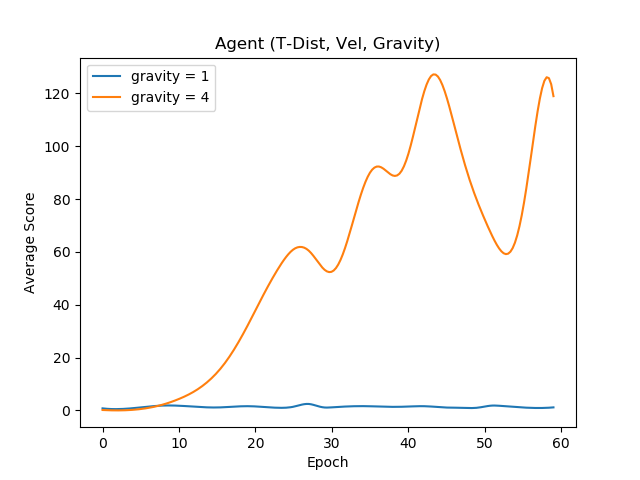 Agent (T-Dist, Vel, Gravity)
gravity = 1
gravity = 4
Average Score
120
100
80
60
40
20
0
0 10 20 30 40 50 60
Epoch